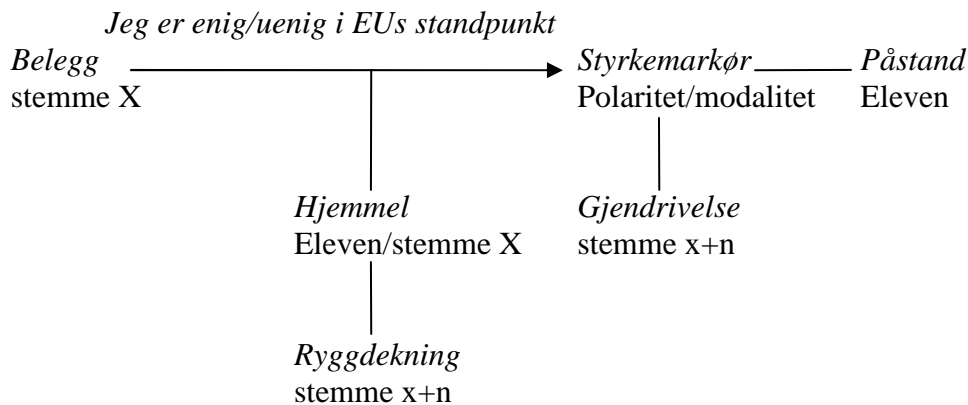 Jeg er enig/uenig i EUs standpunkt
Belegg
stemme X
Styrkemarkør
Polaritet/modalitet
Påstand
Eleven
Hjemmel
Eleven/stemme X
Gjendrivelse
stemme x+n
Ryggdekning
stemme x+n